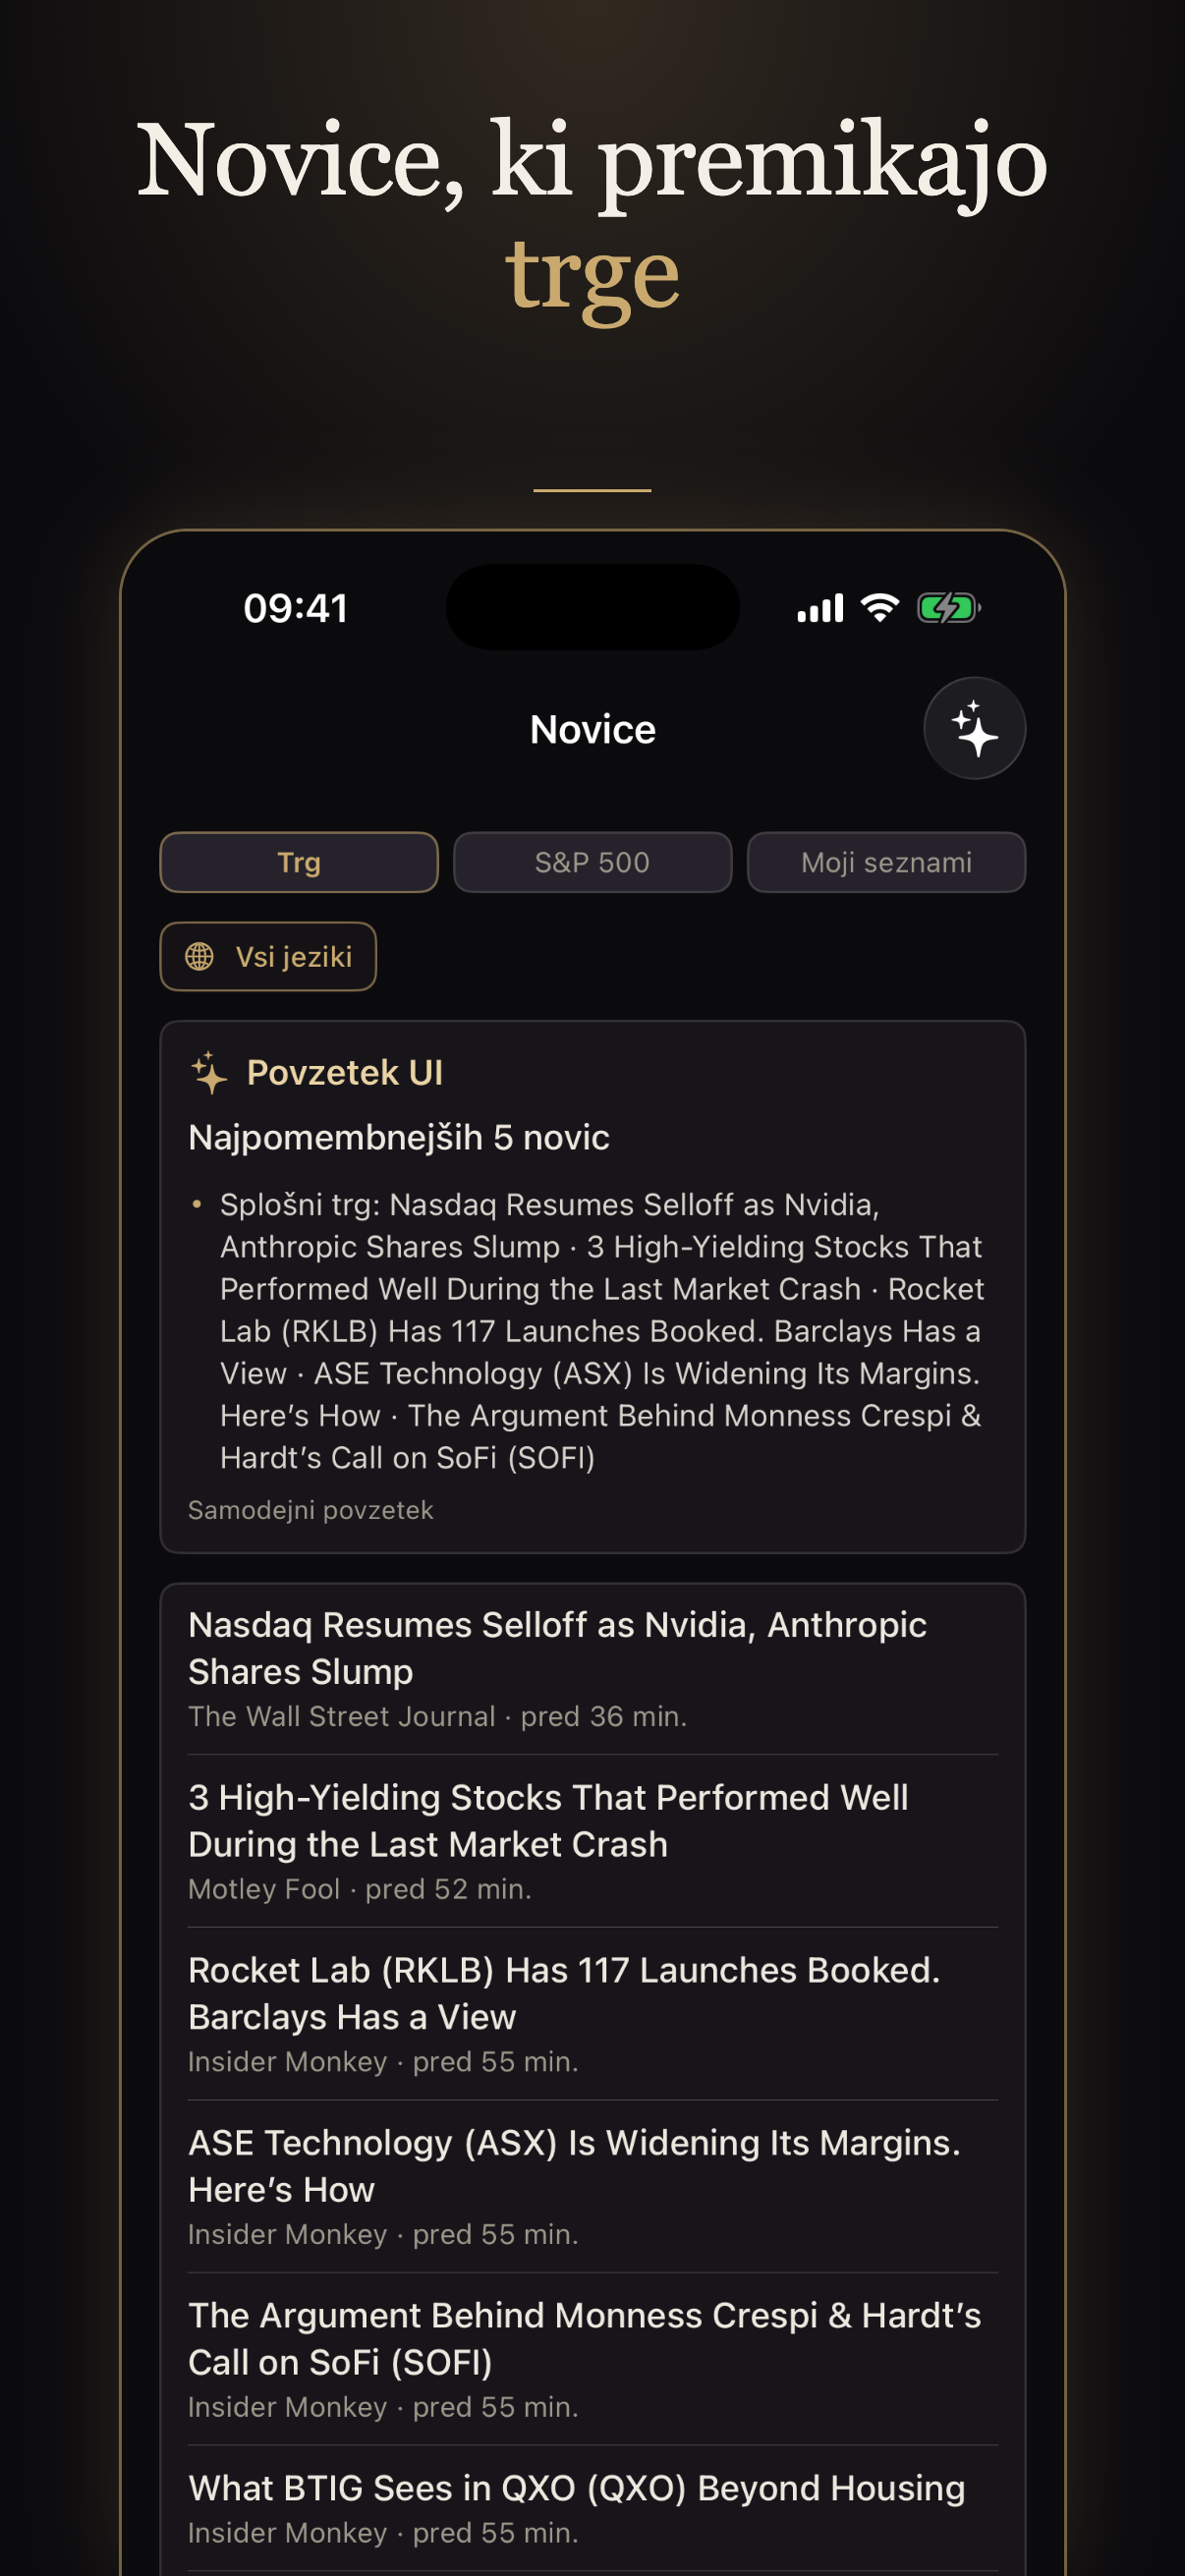 Novice, ki premikajo
trge
09:41
Novice
Trg
S&P 500
Moji seznami
Vsi jeziki
Povzetek UI
Najpomembnejših 5 novic
• Splošni trg: Nasdaq Resumes Selloff as Nvidia,
Anthropic Shares Slump · 3 High-Yielding Stocks That
Performed Well During the Last Market Crash · Rocket
Lab (RKLB) Has 117 Launches Booked. Barclays Has a
View · ASE Technology (ASX) Is Widening Its Margins.
Here’s How · The Argument Behind Monness Crespi &
Hardt’s Call on SoFi (SOFI)
Samodejni povzetek
Nasdaq Resumes Selloff as Nvidia, Anthropic
Shares Slump
The Wall Street Journal · pred 36 min.
3 High-Yielding Stocks That Performed Well
During the Last Market Crash
Motley Fool · pred 52 min.
Rocket Lab (RKLB) Has 117 Launches Booked.
Barclays Has a View
Insider Monkey · pred 55 min.
ASE Technology (ASX) Is Widening Its Margins.
Here’s How
Insider Monkey · pred 55 min.
The Argument Behind Monness Crespi & Hardt’s
Call on SoFi (SOFI)
Insider Monkey · pred 55 min.
What BTIG Sees in QXO (QXO) Beyond Housing
Insider Monkey · pred 55 min.